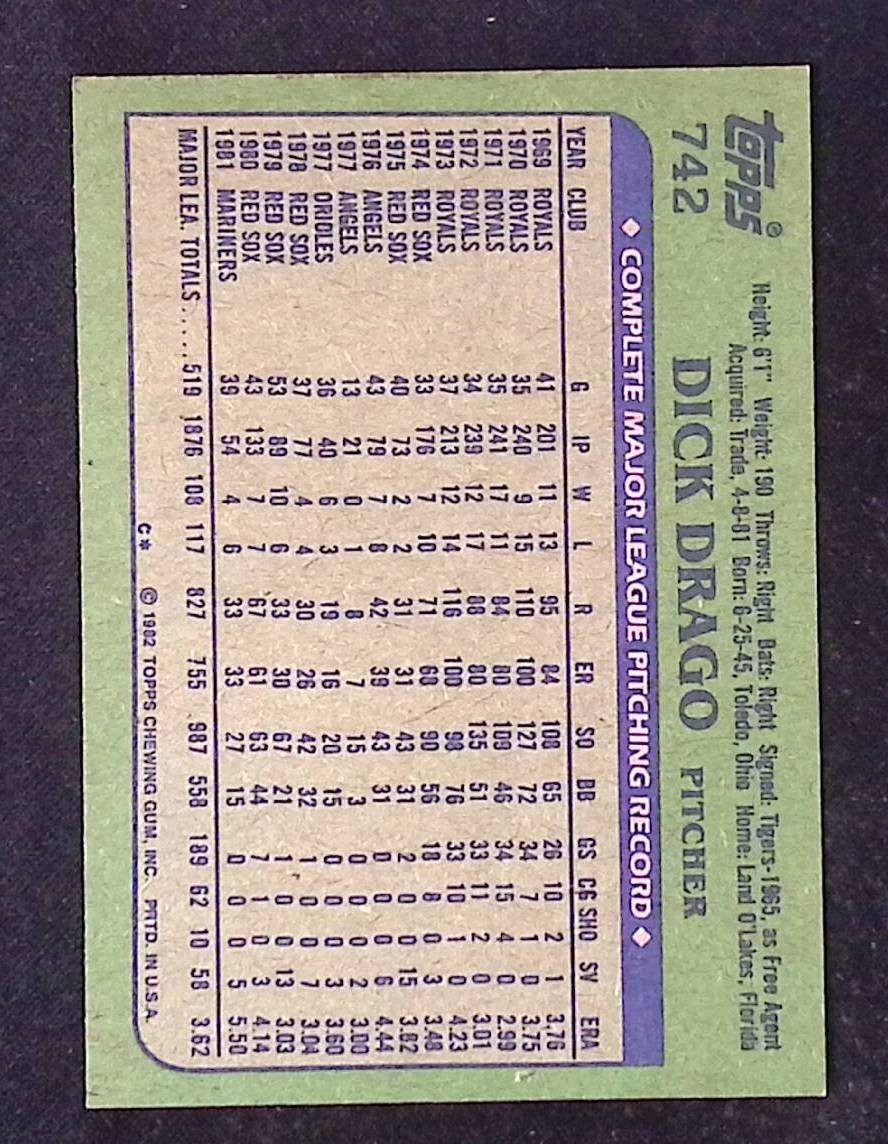 topps®
742
Height: 6'1" Weight: 190 Throws: Right Bats: Right Signed: Tigers-1965, as Free Agent
Acquired: Trade, 4-8-81 Born: 6-25-45, Toledo, Ohio Home: Land O'Lakes, Florida
DICK DRAGO PITCHER
◆ COMPLETE MAJOR LEAGUE PITCHING RECORD ◆
YEAR CLUB G IP W L R ER SO BB GS CG SHO SV ERA
1969 ROYALS 41 201 11 13 95 84 108 65 26 10 2 1 3.76
1970 ROYALS 35 240 9 15 110 100 127 72 34 7 1 0 3.75
1971 ROYALS 35 241 17 11 84 80 109 46 34 15 4 0 2.99
1972 ROYALS 34 239 12 17 88 80 135 51 33 11 2 0 3.01
1973 ROYALS 37 213 12 14 116 100 98 76 33 10 1 0 4.23
1974 RED SOX 33 176 7 10 71 68 90 56 18 8 0 3 3.48
1975 RED SOX 40 73 2 2 31 31 43 31 2 0 0 15 3.82
1976 ANGELS 43 79 7 8 42 39 43 31 0 0 0 6 4.44
1977 ANGELS 13 21 0 1 8 7 15 3 0 0 0 2 3.00
1977 ORIOLES 36 40 6 3 19 16 20 15 0 0 0 3 3.60
1978 RED SOX 37 77 4 4 30 26 42 32 1 0 0 7 3.04
1979 RED SOX 53 89 10 6 33 30 67 21 1 0 0 13 3.03
1980 RED SOX 43 133 7 7 67 61 63 44 7 1 0 3 4.14
1981 MARINERS 39 54 4 6 33 33 27 15 0 0 0 5 5.50
MAJOR LEA. TOTALS...... 519 1876 108 117 827 755 987 558 189 62 10 58 3.62
C* © 1982 TOPPS CHEWING GUM, INC. PRTD. IN U.S.A.